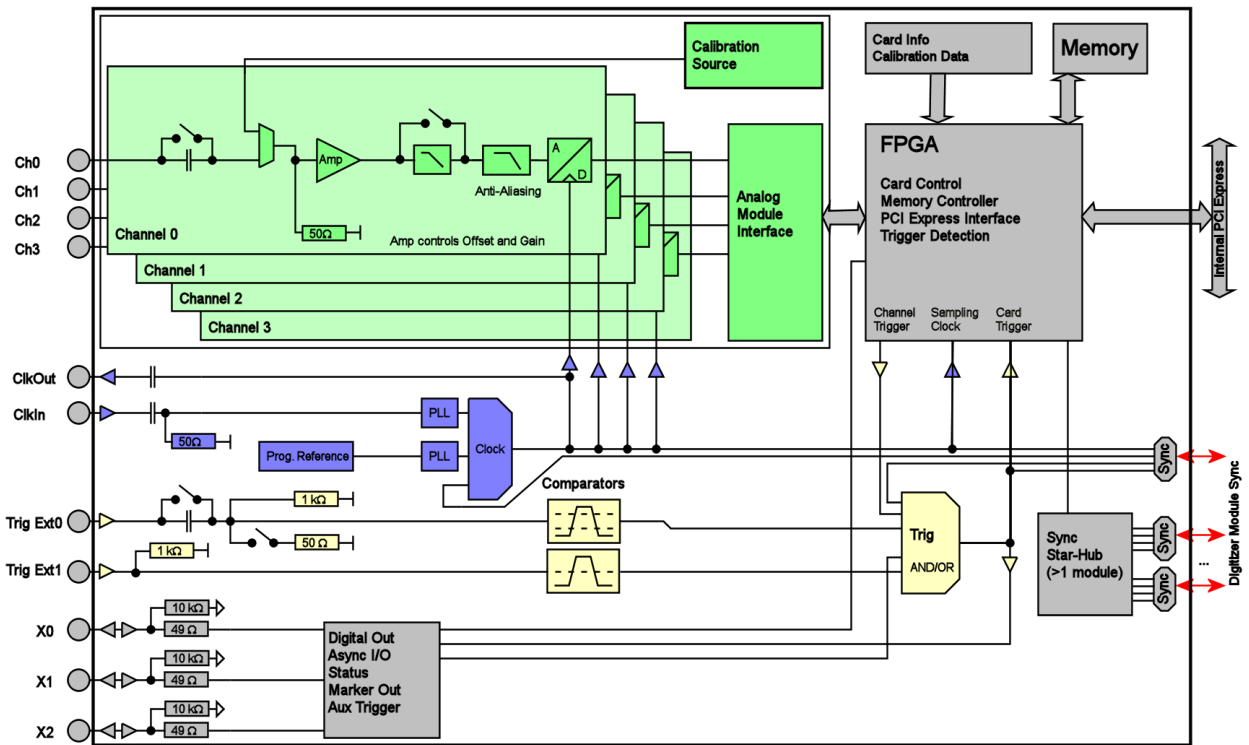 Calibration
Source
Card Info
Calibration Data
Memory
Ch0
Ch1
Ch2
Ch3
Amp
A
D
Anti-Aliasing
50Ω
Amp controls Offset and Gain
Channel 0
Channel 1
Channel 2
Channel 3
Analog
Module
Interface
FPGA
Card Control
Memory Controller
PCI Express Interface
Trigger Detection
Channel
Trigger
Sampling
Clock
Card
Trigger
Internal PCI Express
ClkOut
ClkIn
50Ω
PLL
Prog. Reference
PLL
Clock
Sync
Digitizer Module Sync
Comparators
1 kΩ
Trig Ext0
50 Ω
1 kΩ
Trig Ext1
Trig
AND/OR
Sync
Star-Hub
(>1 module)
Sync
...
Sync
10 kΩ
X0
49 Ω
10 kΩ
X1
49 Ω
10 kΩ
X2
49 Ω
Digital Out
Async I/O
Status
Marker Out
Aux Trigger